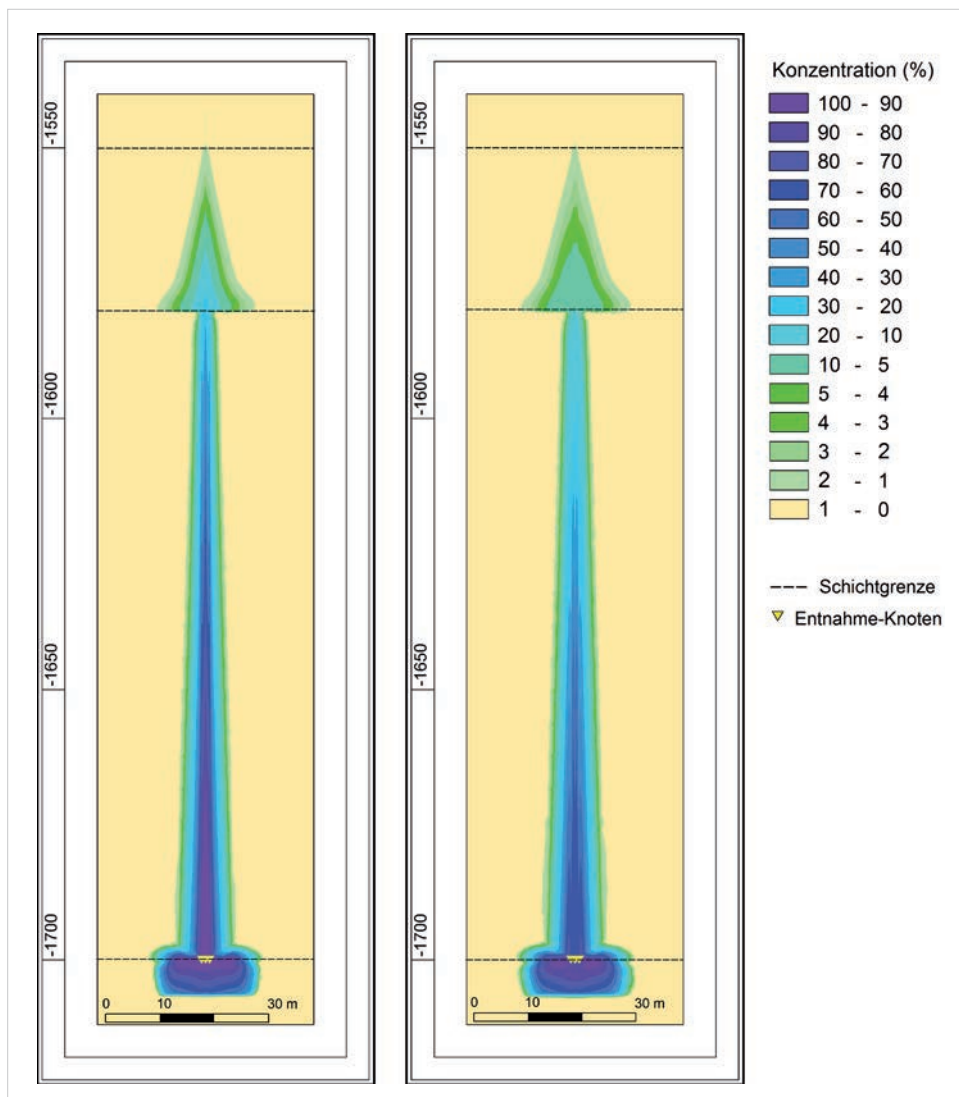 -1550
-1600
-1650
-1700
0 10 30 m
-1550
-1600
-1650
-1700
0 10 30 m
Konzentration (%)
100 - 90
90 - 80
80 - 70
70 - 60
60 - 50
50 - 40
40 - 30
30 - 20
20 - 10
10 - 5
5 - 4
4 - 3
3 - 2
2 - 1
1 - 0
Schichtgrenze
Entnahme-Knoten